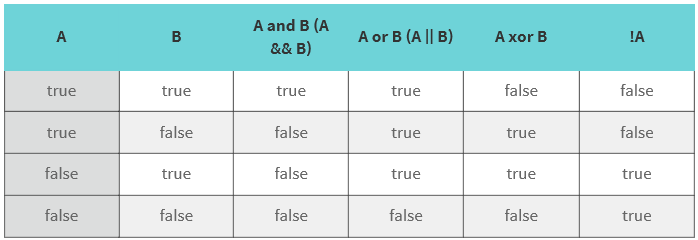 A B A and B (A && B) A or B (A || B) A xor B !A
true true true true false false
true false false true true false
false true false true true true
false false false false false true